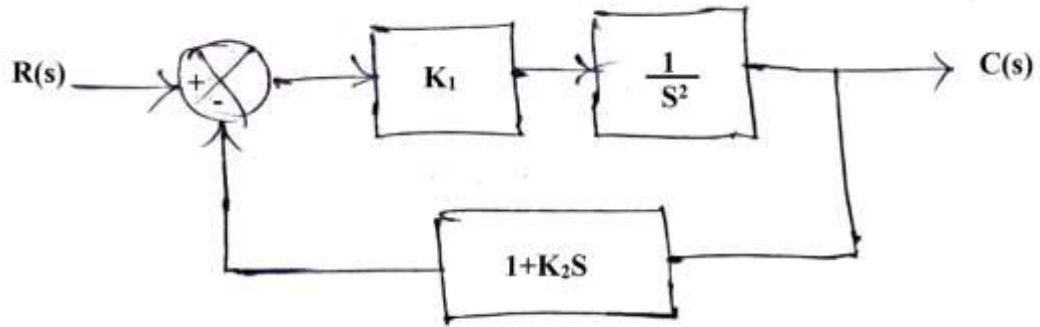 R(s)
+
-
K₁
1
S²
C(s)
1+K₂S